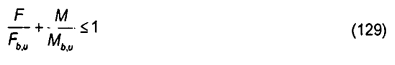 F/F_{b,u} + M/M_{b,u} ≤ 1 (129)